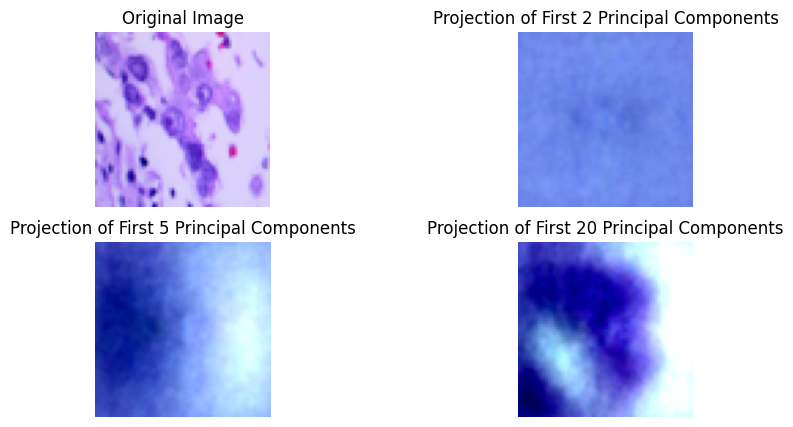 Original Image
Projection of First 2 Principal Components
Projection of First 5 Principal Components
Projection of First 20 Principal Components